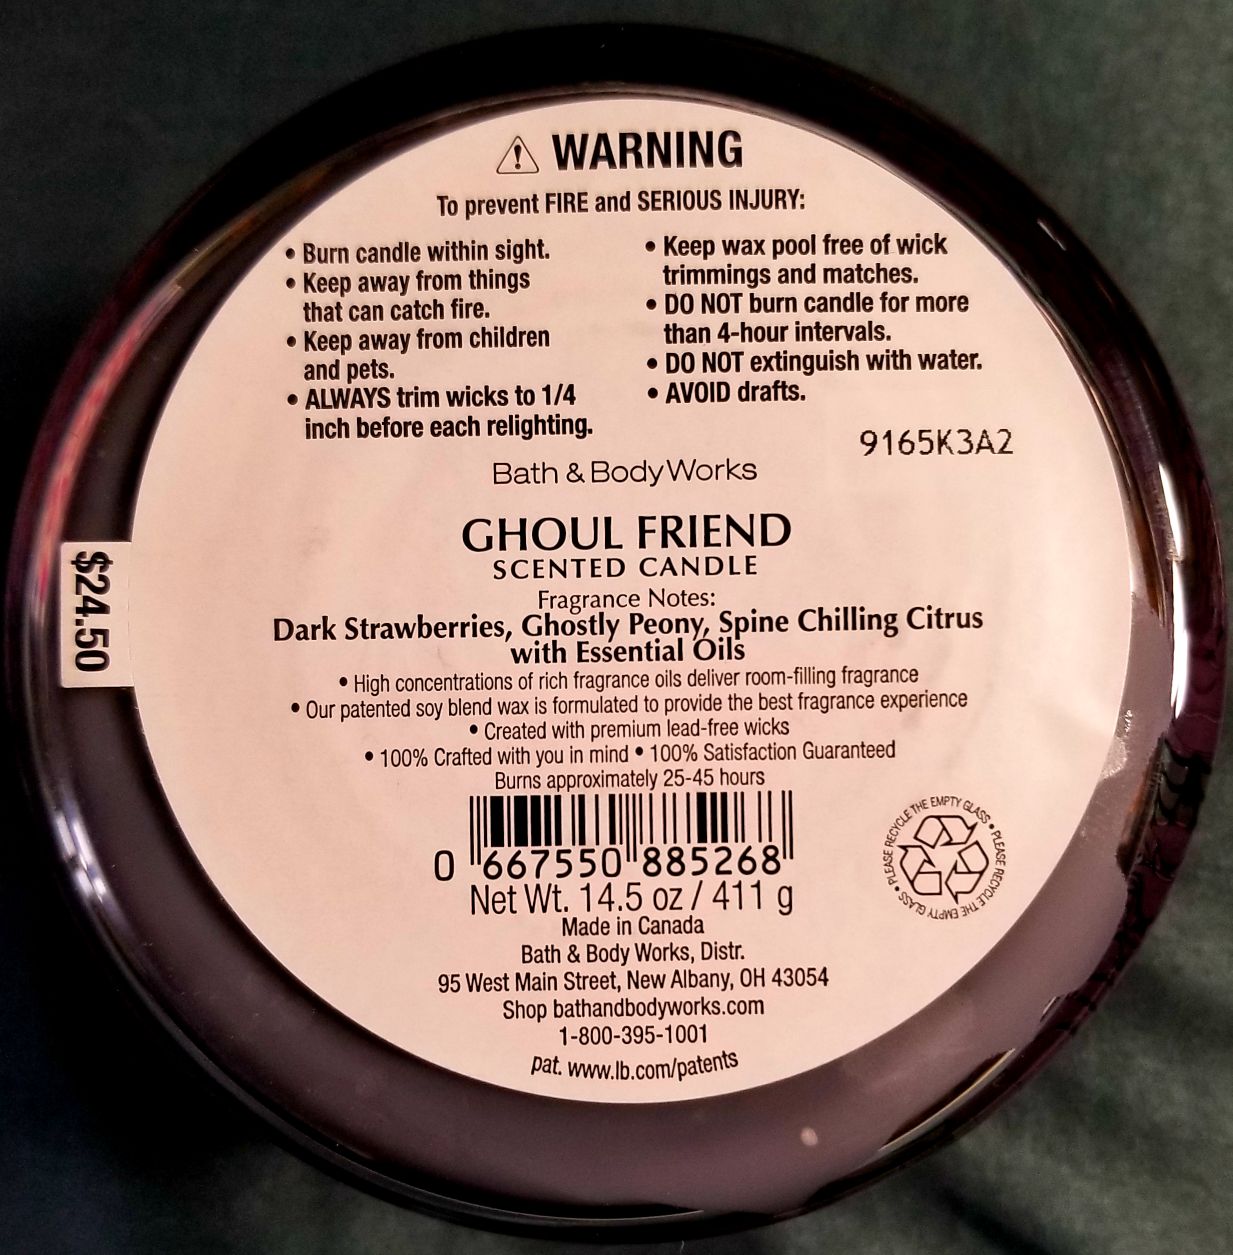 WARNING
To prevent FIRE and SERIOUS INJURY:
• Burn candle within sight.
• Keep away from things
that can catch fire.
• Keep away from children
and pets.
• ALWAYS trim wicks to 1/4
inch before each relighting.
• Keep wax pool free of wick
trimmings and matches.
• DO NOT burn candle for more
than 4-hour intervals.
• DO NOT extinguish with water.
• AVOID drafts.
9165K3A2
Bath & Body Works
GHOUL FRIEND
SCENTED CANDLE
Fragrance Notes:
Dark Strawberries, Ghostly Peony, Spine Chilling Citrus
with Essential Oils
• High concentrations of rich fragrance oils deliver room-filling fragrance
• Our patented soy blend wax is formulated to provide the best fragrance experience
• Created with premium lead-free wicks
• 100% Crafted with you in mind • 100% Satisfaction Guaranteed
Burns approximately 25-45 hours
0 667550 885268
Net Wt. 14.5 oz / 411 g
Made in Canada
Bath & Body Works, Distr.
95 West Main Street, New Albany, OH 43054
Shop bathandbodyworks.com
1-800-395-1001
pat. www.lb.com/patents
• PLEASE RECYCLE THE EMPTY GLASS • PLEASE RECYCLE THE EMPTY GLASS
$24.50